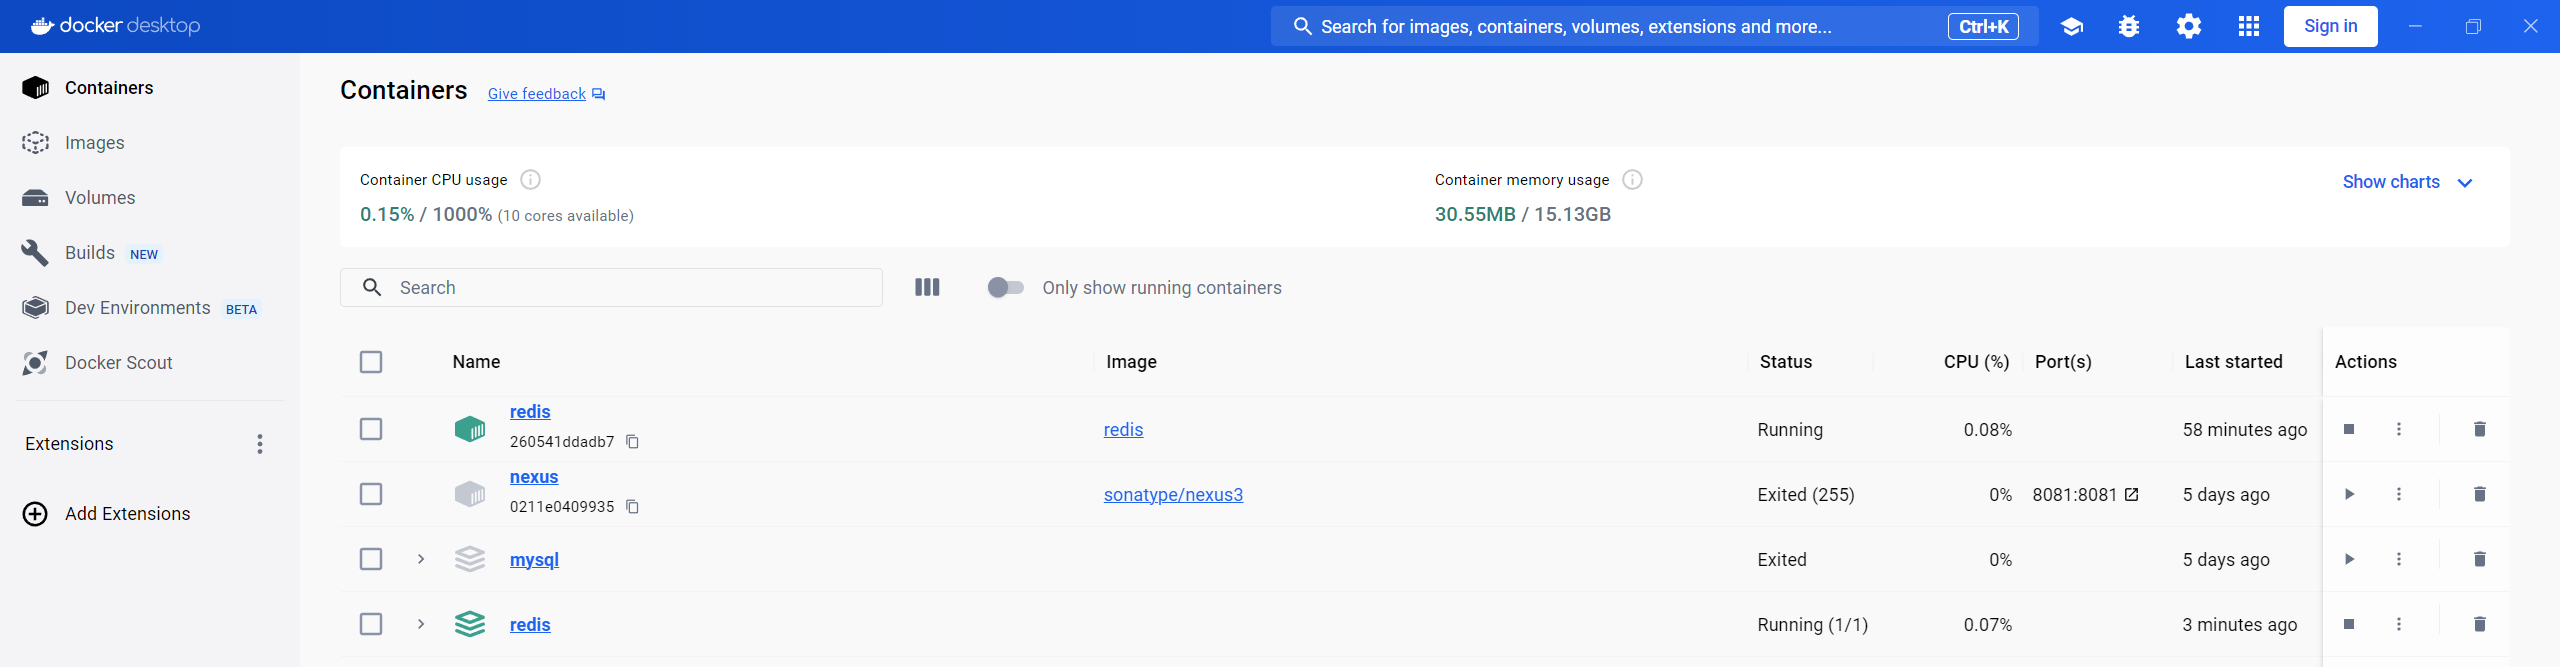 docker desktop
Search for images, containers, volumes, extensions and more... Ctrl+K
Sign in
Containers
Images
Volumes
Builds NEW
Dev Environments BETA
Docker Scout
Extensions
Add Extensions
Containers Give feedback
Container CPU usage
0.15% / 1000% (10 cores available)
Container memory usage
30.55MB / 15.13GB
Show charts
Search
Only show running containers
Name Image Status CPU (%) Port(s) Last started Actions
redis
260541ddadb7
redis Running 0.08% 58 minutes ago
nexus
0211e0409935
sonatype/nexus3 Exited (255) 0% 8081:8081 5 days ago
mysql Exited 0% 5 days ago
redis Running (1/1) 0.07% 3 minutes ago